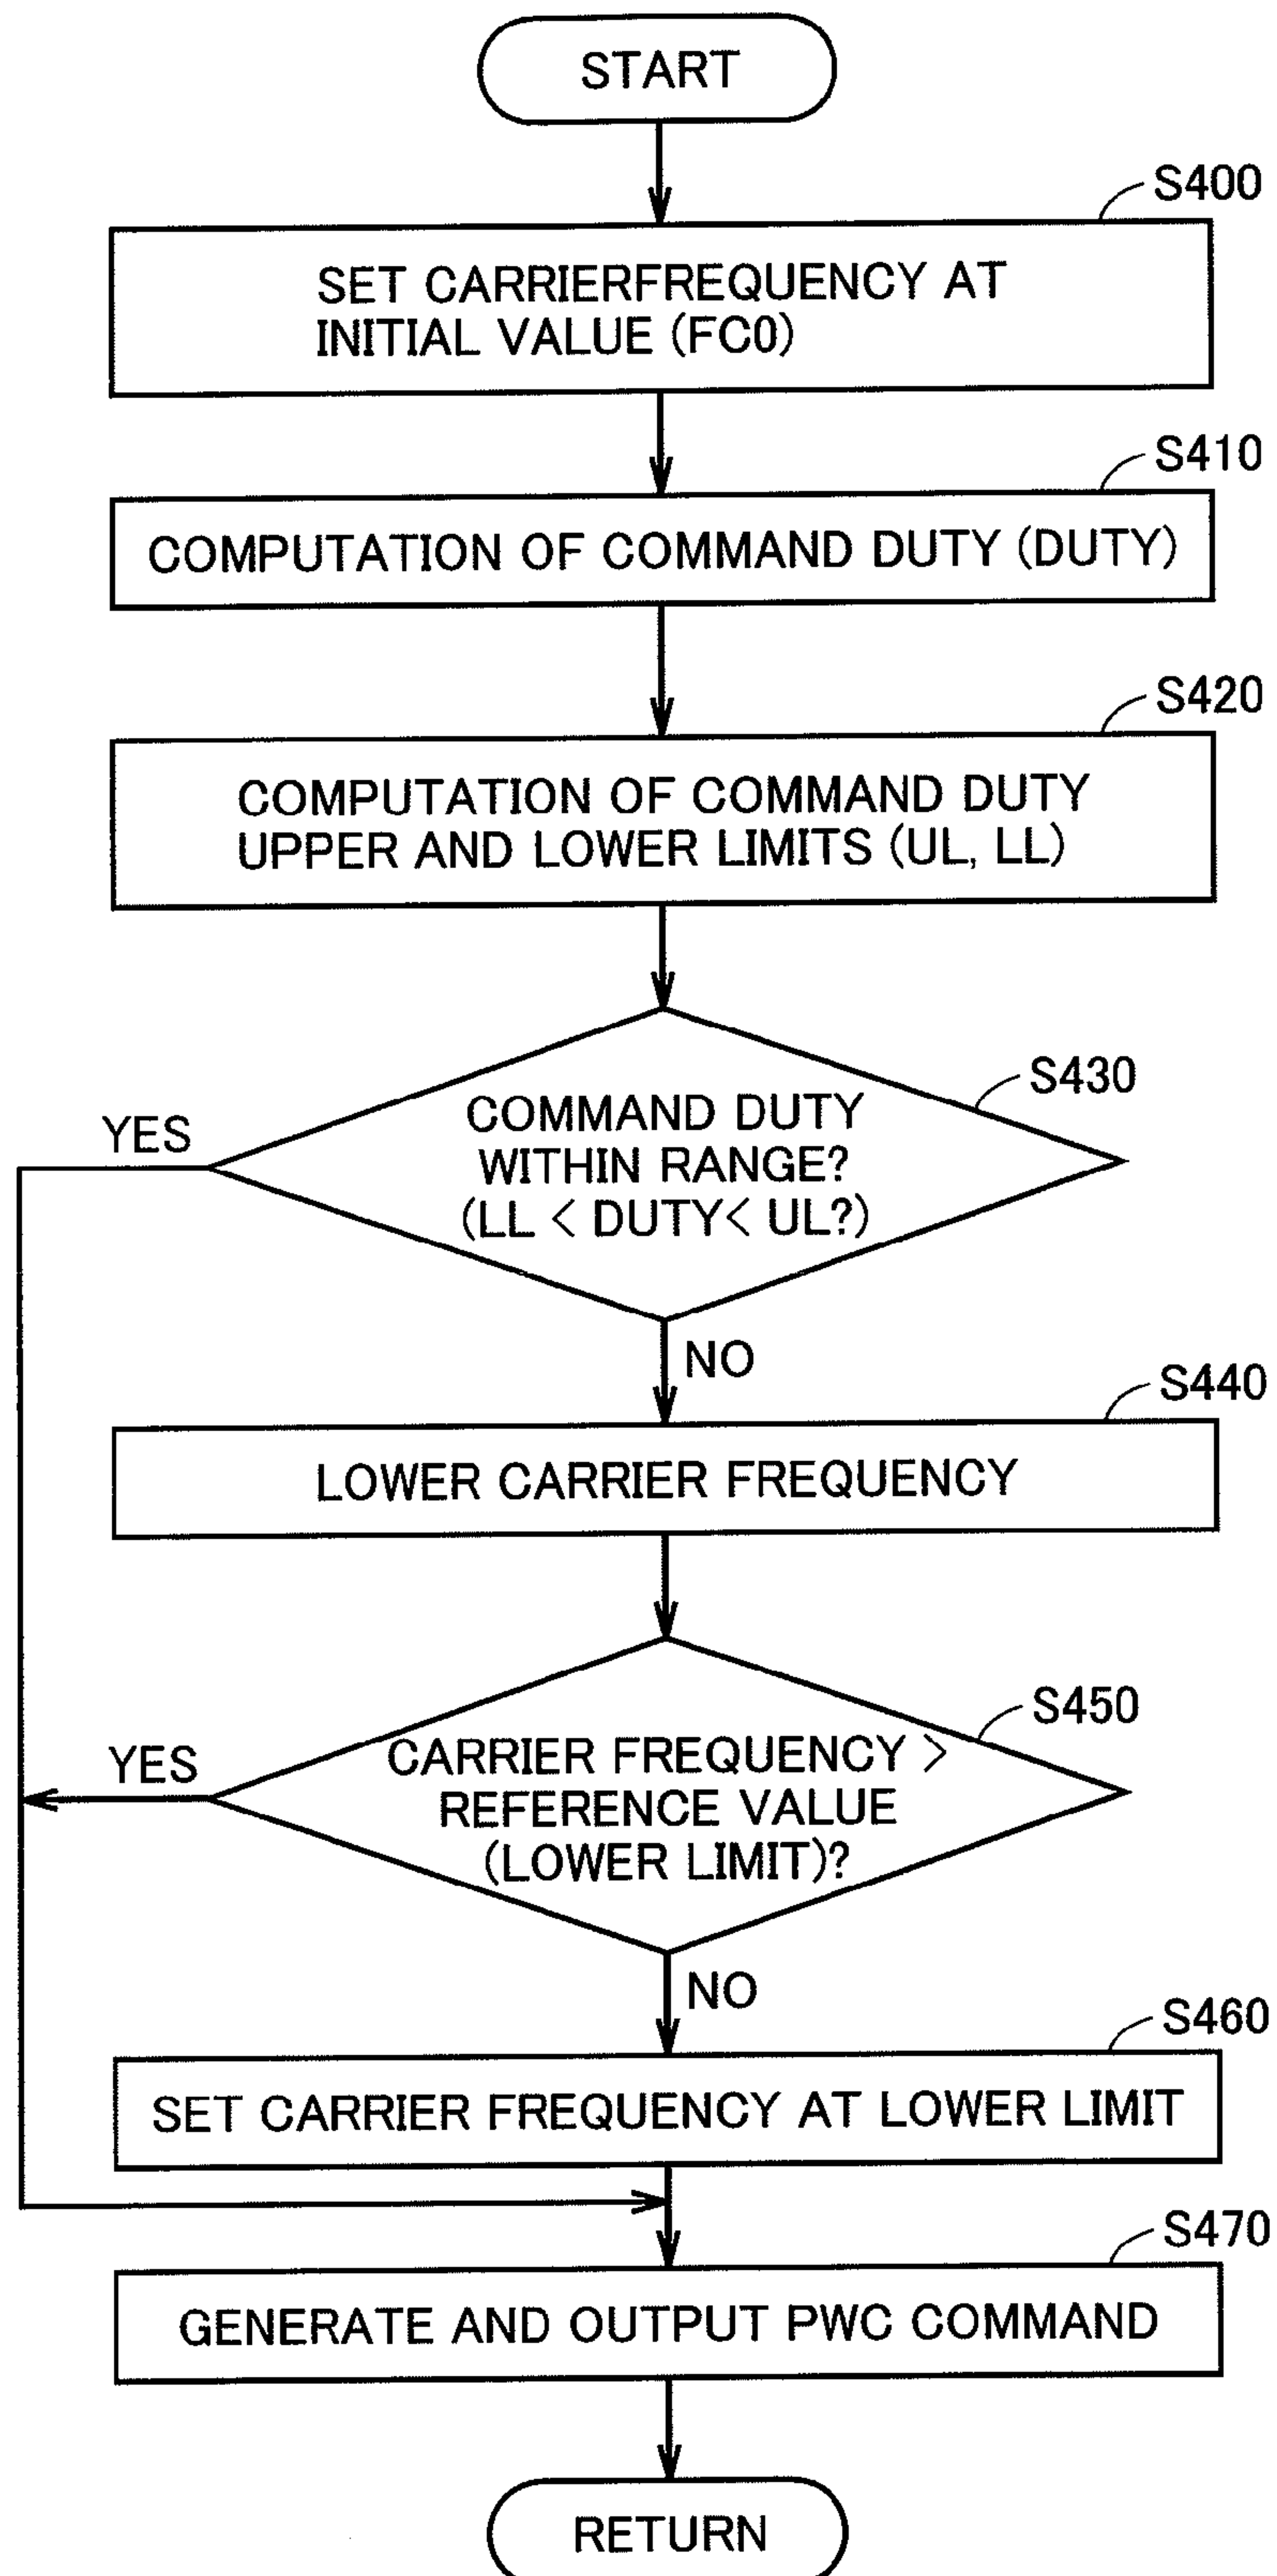 START
S400
SET CARRIERFREQUENCY AT
INITIAL VALUE (FC0)
S410
COMPUTATION OF COMMAND DUTY (DUTY)
S420
COMPUTATION OF COMMAND DUTY
UPPER AND LOWER LIMITS (UL, LL)
S430
YES
COMMAND DUTY
WITHIN RANGE?
(LL < DUTY< UL?)
NO
S440
LOWER CARRIER FREQUENCY
S450
YES
CARRIER FREQUENCY >
REFERENCE VALUE
(LOWER LIMIT)?
NO
S460
SET CARRIER FREQUENCY AT LOWER LIMIT
S470
GENERATE AND OUTPUT PWC COMMAND
RETURN